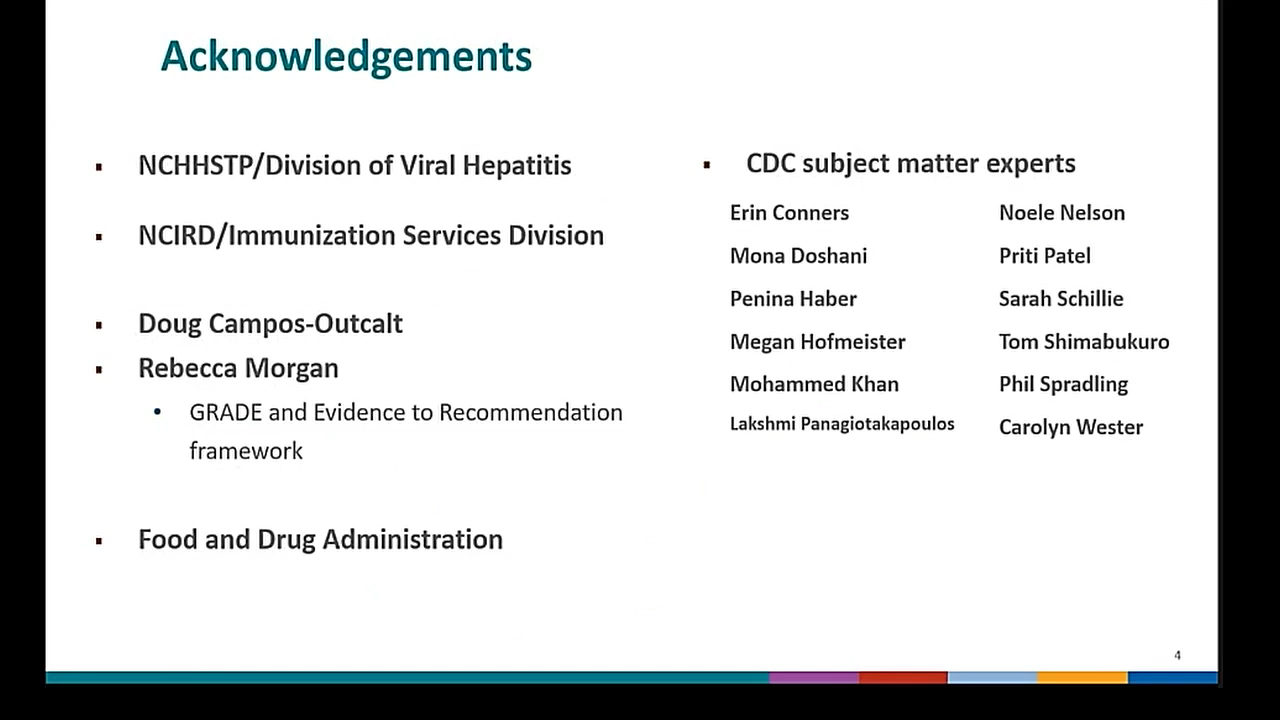 Acknowledgements
▪ NCHHSTP/Division of Viral Hepatitis
▪ NCIRD/Immunization Services Division
▪ Doug Campos-Outcalt
▪ Rebecca Morgan
• GRADE and Evidence to Recommendation
framework
▪ Food and Drug Administration
▪ CDC subject matter experts
Erin Conners
Mona Doshani
Penina Haber
Megan Hofmeister
Mohammed Khan
Lakshmi Panagiotakapoulos
Noele Nelson
Priti Patel
Sarah Schillie
Tom Shimabukuro
Phil Spradling
Carolyn Wester
4